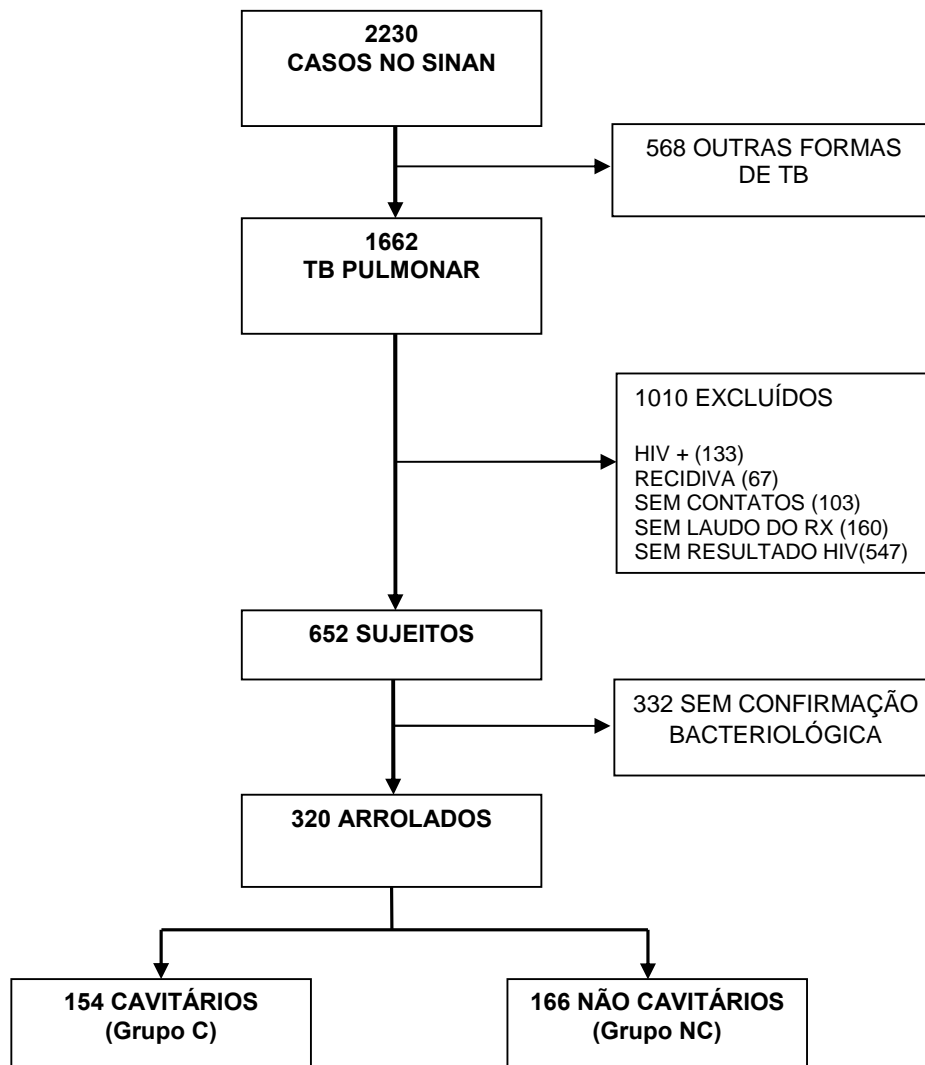 2230
CASOS NO SINAN
568 OUTRAS FORMAS
DE TB
1662
TB PULMONAR
1010 EXCLUÍDOS
HIV + (133)
RECIDIVA (67)
SEM CONTATOS (103)
SEM LAUDO DO RX (160)
SEM RESULTADO HIV(547)
652 SUJEITOS
332 SEM CONFIRMAÇÃO
BACTERIOLÓGICA
320 ARROLADOS
154 CAVITÁRIOS
(Grupo C)
166 NÃO CAVITÁRIOS
(Grupo NC)